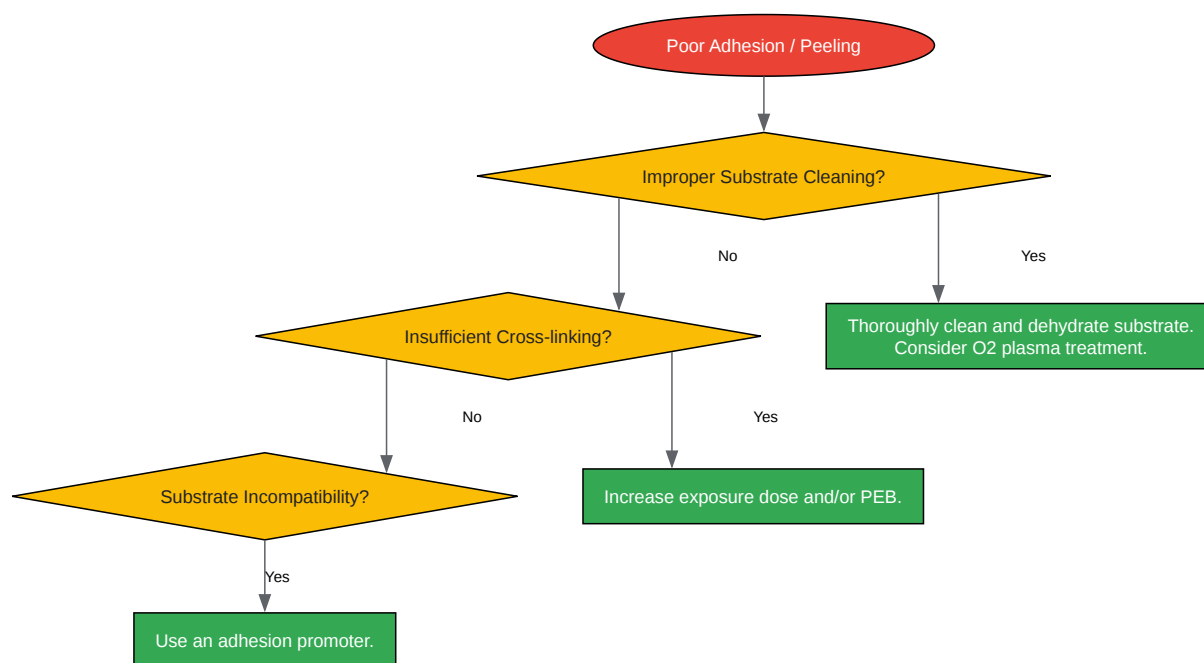 Poor Adhesion / Peeling
Improper Substrate Cleaning?
No
Yes
Thoroughly clean and dehydrate substrate.
Consider O2 plasma treatment.
Insufficient Cross-linking?
No
Yes
Substrate Incompatibility?
Increase exposure dose and/or PEB.
Yes
Use an adhesion promoter.